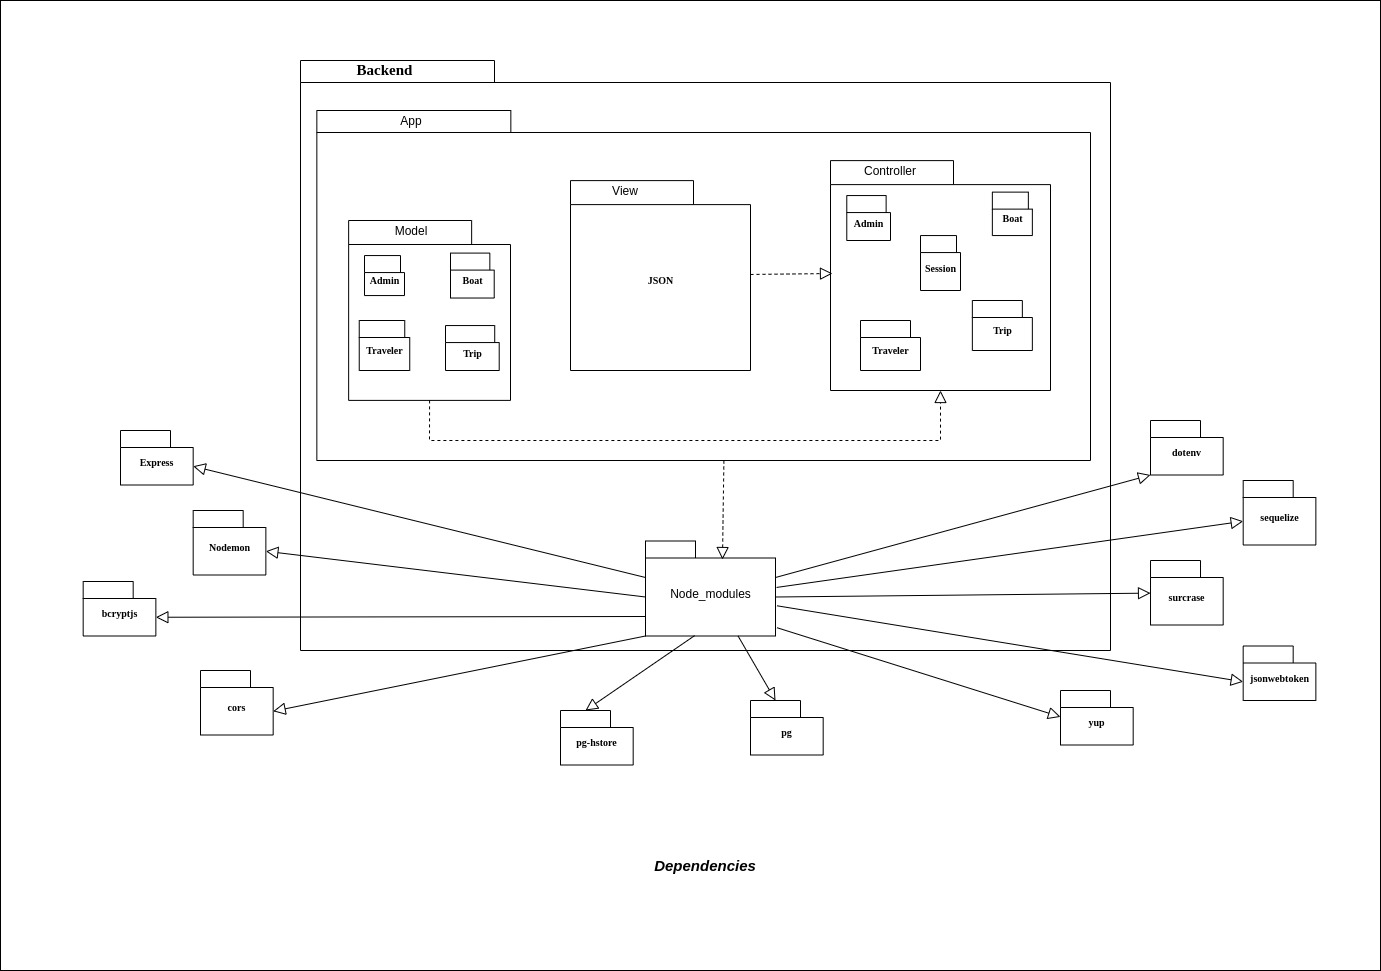 Backend
App
Controller
View
Model
Admin
Boat
Session
Trip
Traveler
JSON
Admin
Boat
Traveler
Trip
Express
Nodemon
bcryptjs
cors
Node_modules
dotenv
sequelize
surcrase
jsonwebtoken
yup
pg-hstore
pg
Dependencies